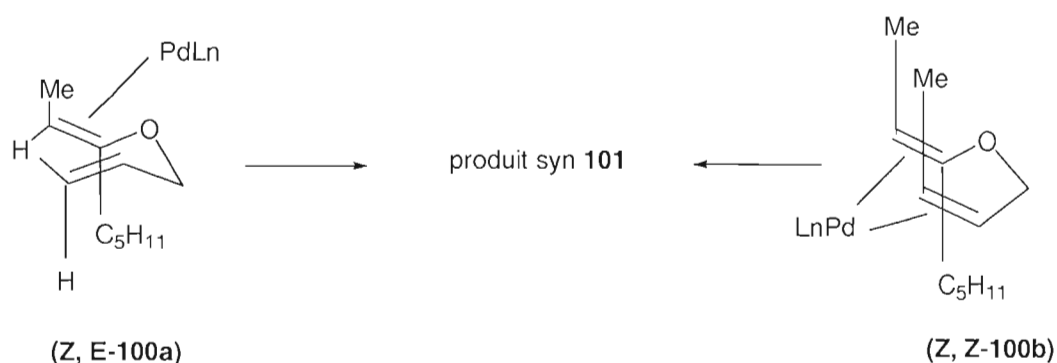 PdLn
Me
H
O
C5H11
H
(Z, E-100a)
produit syn 101
Me
Me
O
LnPd
C5H11
(Z, Z-100b)